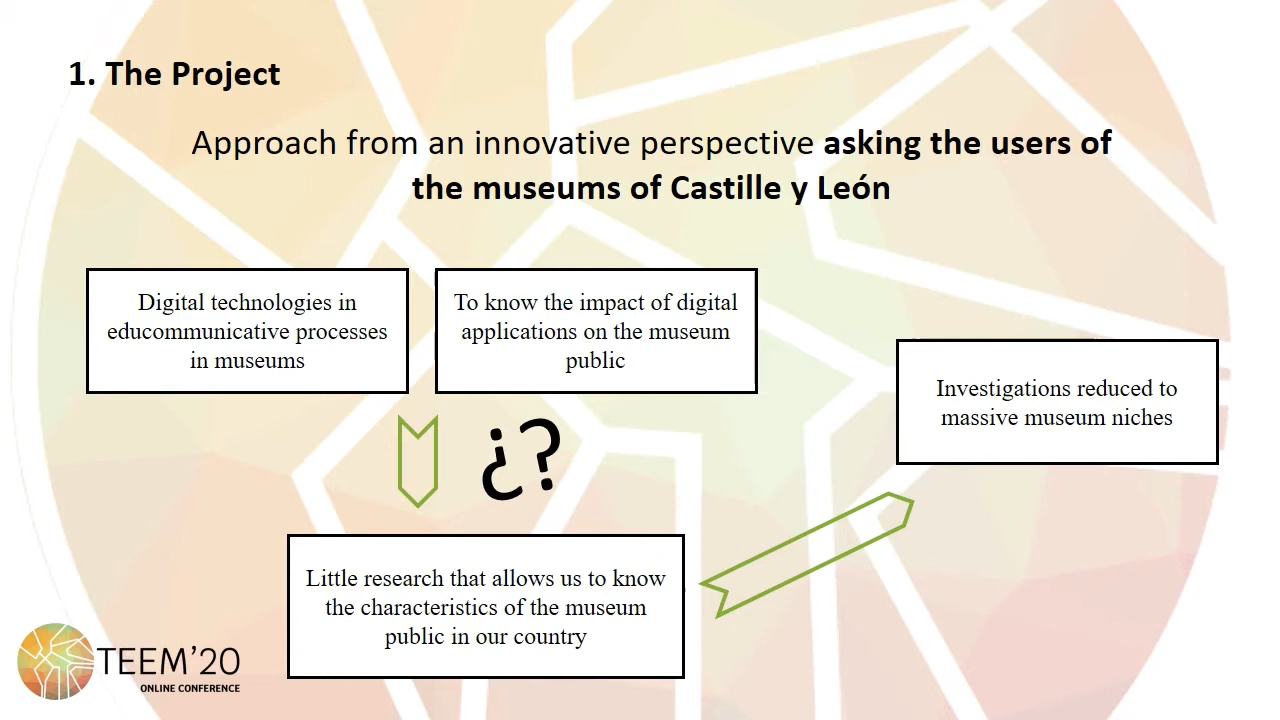 1. The Project
Approach from an innovative perspective asking the users of
the museums of Castille y León
Digital technologies in
educommunicative processes
in museums
To know the impact of digital
applications on the museum
public
Investigations reduced to
massive museum niches
¿?
Little research that allows us to know
the characteristics of the museum
public in our country
TEEM'20
ONLINE CONFERENCE